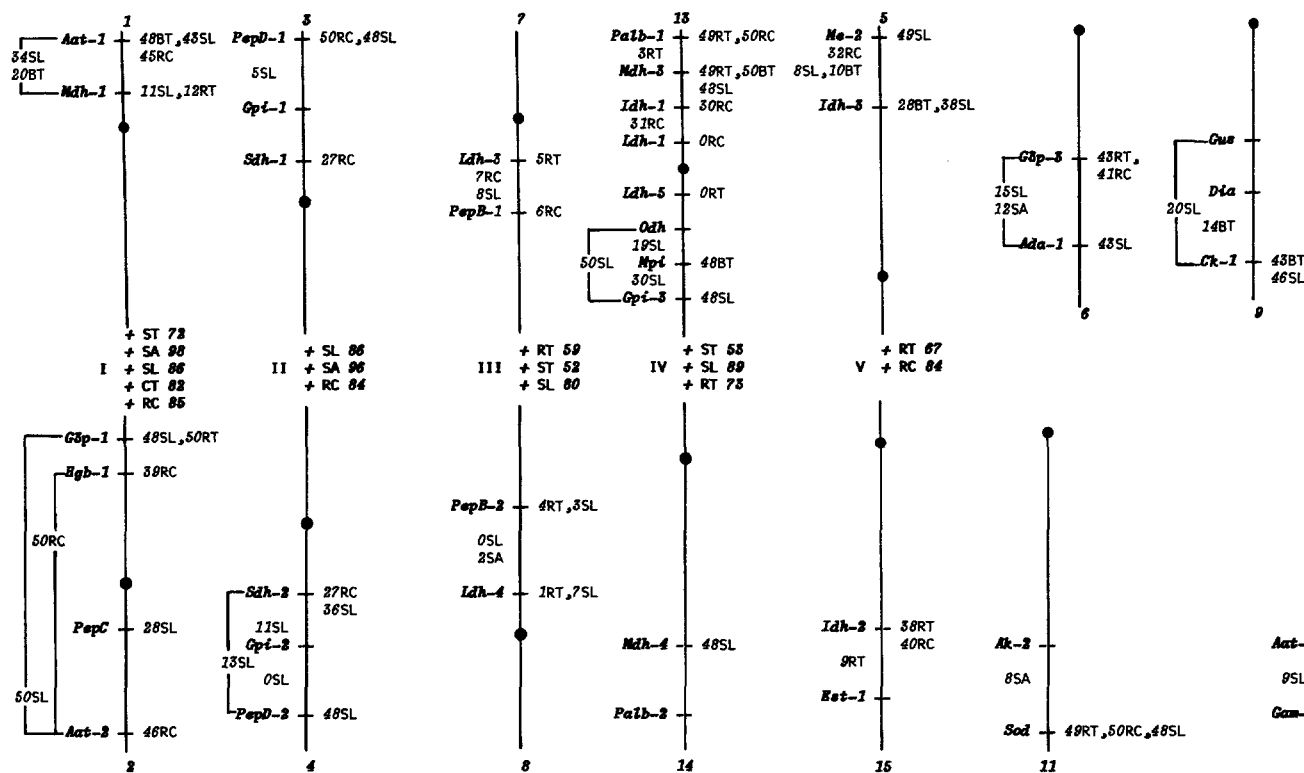 1
Aat-1 48BT,43SL
34SL 45RC
20BT
Mdh-1 11SL,12RT
3
PepD-1 50RC,48SL
5SL
Gpi-1
Sdh-1 27RC
7
Ldh-3 5RT
7RC
8SL
PepB-1 6RC
13
Palb-1 49RT,50RC
3RT
Mdh-3 49RT,50BT
48SL
Idh-1 30RC
31RC
Ldh-1 0RC
Ldh-5 0RT
Odh
19SL
50SL Mpi 48BT
30SL
Gpi-3 48SL
5
Me-2 49SL
32RC
8SL,10BT
Idh-3 28BT,38SL
G3p-3 43RT,
41RC
15SL
12SA
Ada-1 43SL
6
Gus
Dia
20SL
14BT
Ck-1 43BT
46SL
9
I
+ ST 72
+ SA 98
+ SL 86
+ CT 82
+ RC 85
II
+ SL 86
+ SA 96
+ RC 84
III
+ RT 59
+ ST 52
+ SL 80
IV
+ ST 55
+ SL 89
+ RT 73
V
+ RT 67
+ RC 84
G3p-1 48SL,50RT
Hgb-1 39RC
50RC
PepC 28SL
50SL
Aat-2 46RC
2
Sdh-2 27RC
36SL
11SL
Gpi-2
13SL
0SL
PepD-2 48SL
4
PepB-2 4RT,3SL
0SL
2SA
Ldh-4 1RT,7SL
8
Mdh-4 48SL
Palb-2
14
Idh-2 38RT
40RC
9RT
Est-1
15
Ak-2
8SA
Sod 49RT,50RC,48SL
11
Aat-
9SL
Gam-